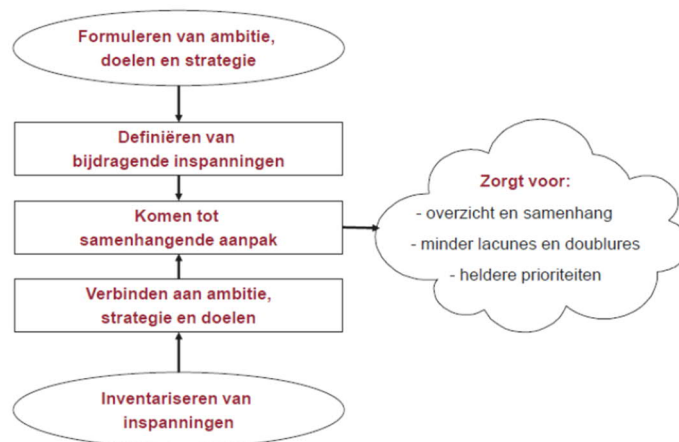 Formuleren van ambitie,
doelen en strategie
Definiëren van
bijdragende inspanningen
Komen tot
samenhangende aanpak
Verbinden aan ambitie,
strategie en doelen
Inventariseren van
inspanningen
Zorgt voor:
- overzicht en samenhang
- minder lacunes en doublures
- heldere prioriteiten